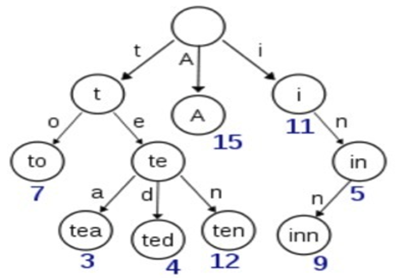 t A i
t A i
15 11
o e n
to te in
7 5
a d n n
tea ted ten inn
3 4 12 9